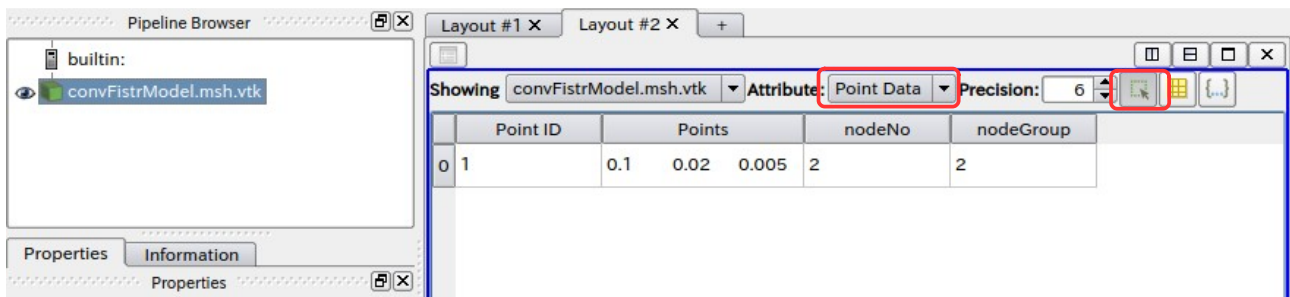 Pipeline Browser
builtin:
convFistrModel.msh.vtk
Properties Information
Properties
Layout #1 Layout #2 +
Showing convFistrModel.msh.vtk Attribute: Point Data Precision: 6 {...}
Point ID Points nodeNo nodeGroup
0 1 0.1 0.02 0.005 2 2